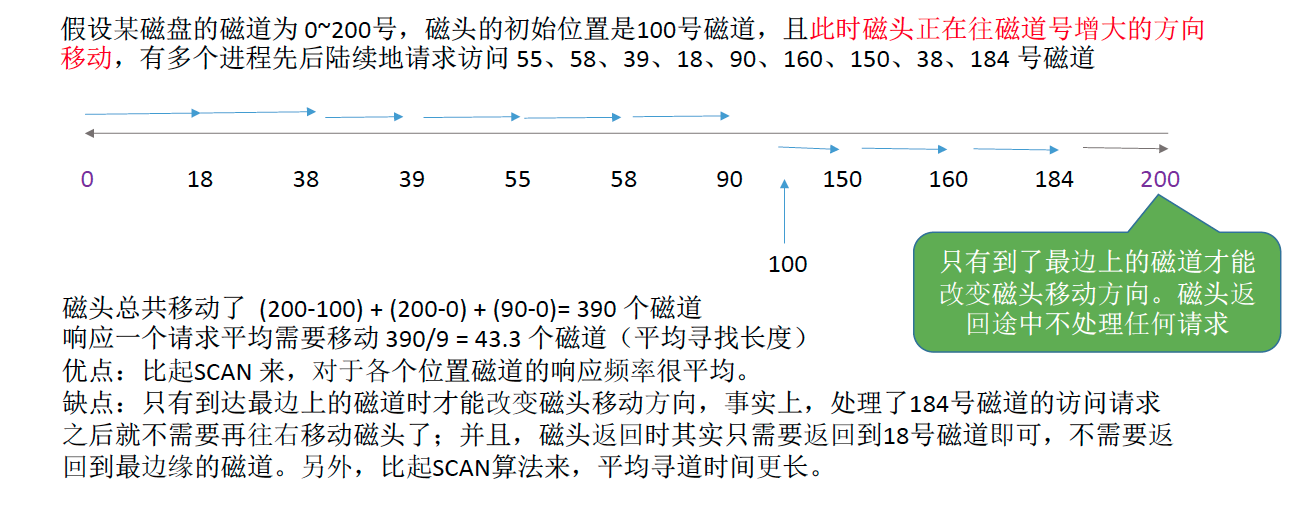 假设某磁盘的磁道为 0~200号，磁头的初始位置是100号磁道，且此时磁头正在往磁道号增大的方向
移动，有多个进程先后陆续地请求访问 55、58、39、18、90、160、150、38、184 号磁道
0 18 38 39 55 58 90 150 160 184 200
100
只有到了最边上的磁道才能
改变磁头移动方向。磁头返
回途中不处理任何请求
磁头总共移动了 (200-100) + (200-0) + (90-0)= 390 个磁道
响应一个请求平均需要移动 390/9 = 43.3 个磁道（平均寻找长度）
优点：比起SCAN 来，对于各个位置磁道的响应频率很平均。
缺点：只有到达最边上的磁道时才能改变磁头移动方向，事实上，处理了184号磁道的访问请求
之后就不需要再往右移动磁头了；并且，磁头返回时其实只需要返回到18号磁道即可，不需要返
回到最边缘的磁道。另外，比起SCAN算法来，平均寻道时间更长。